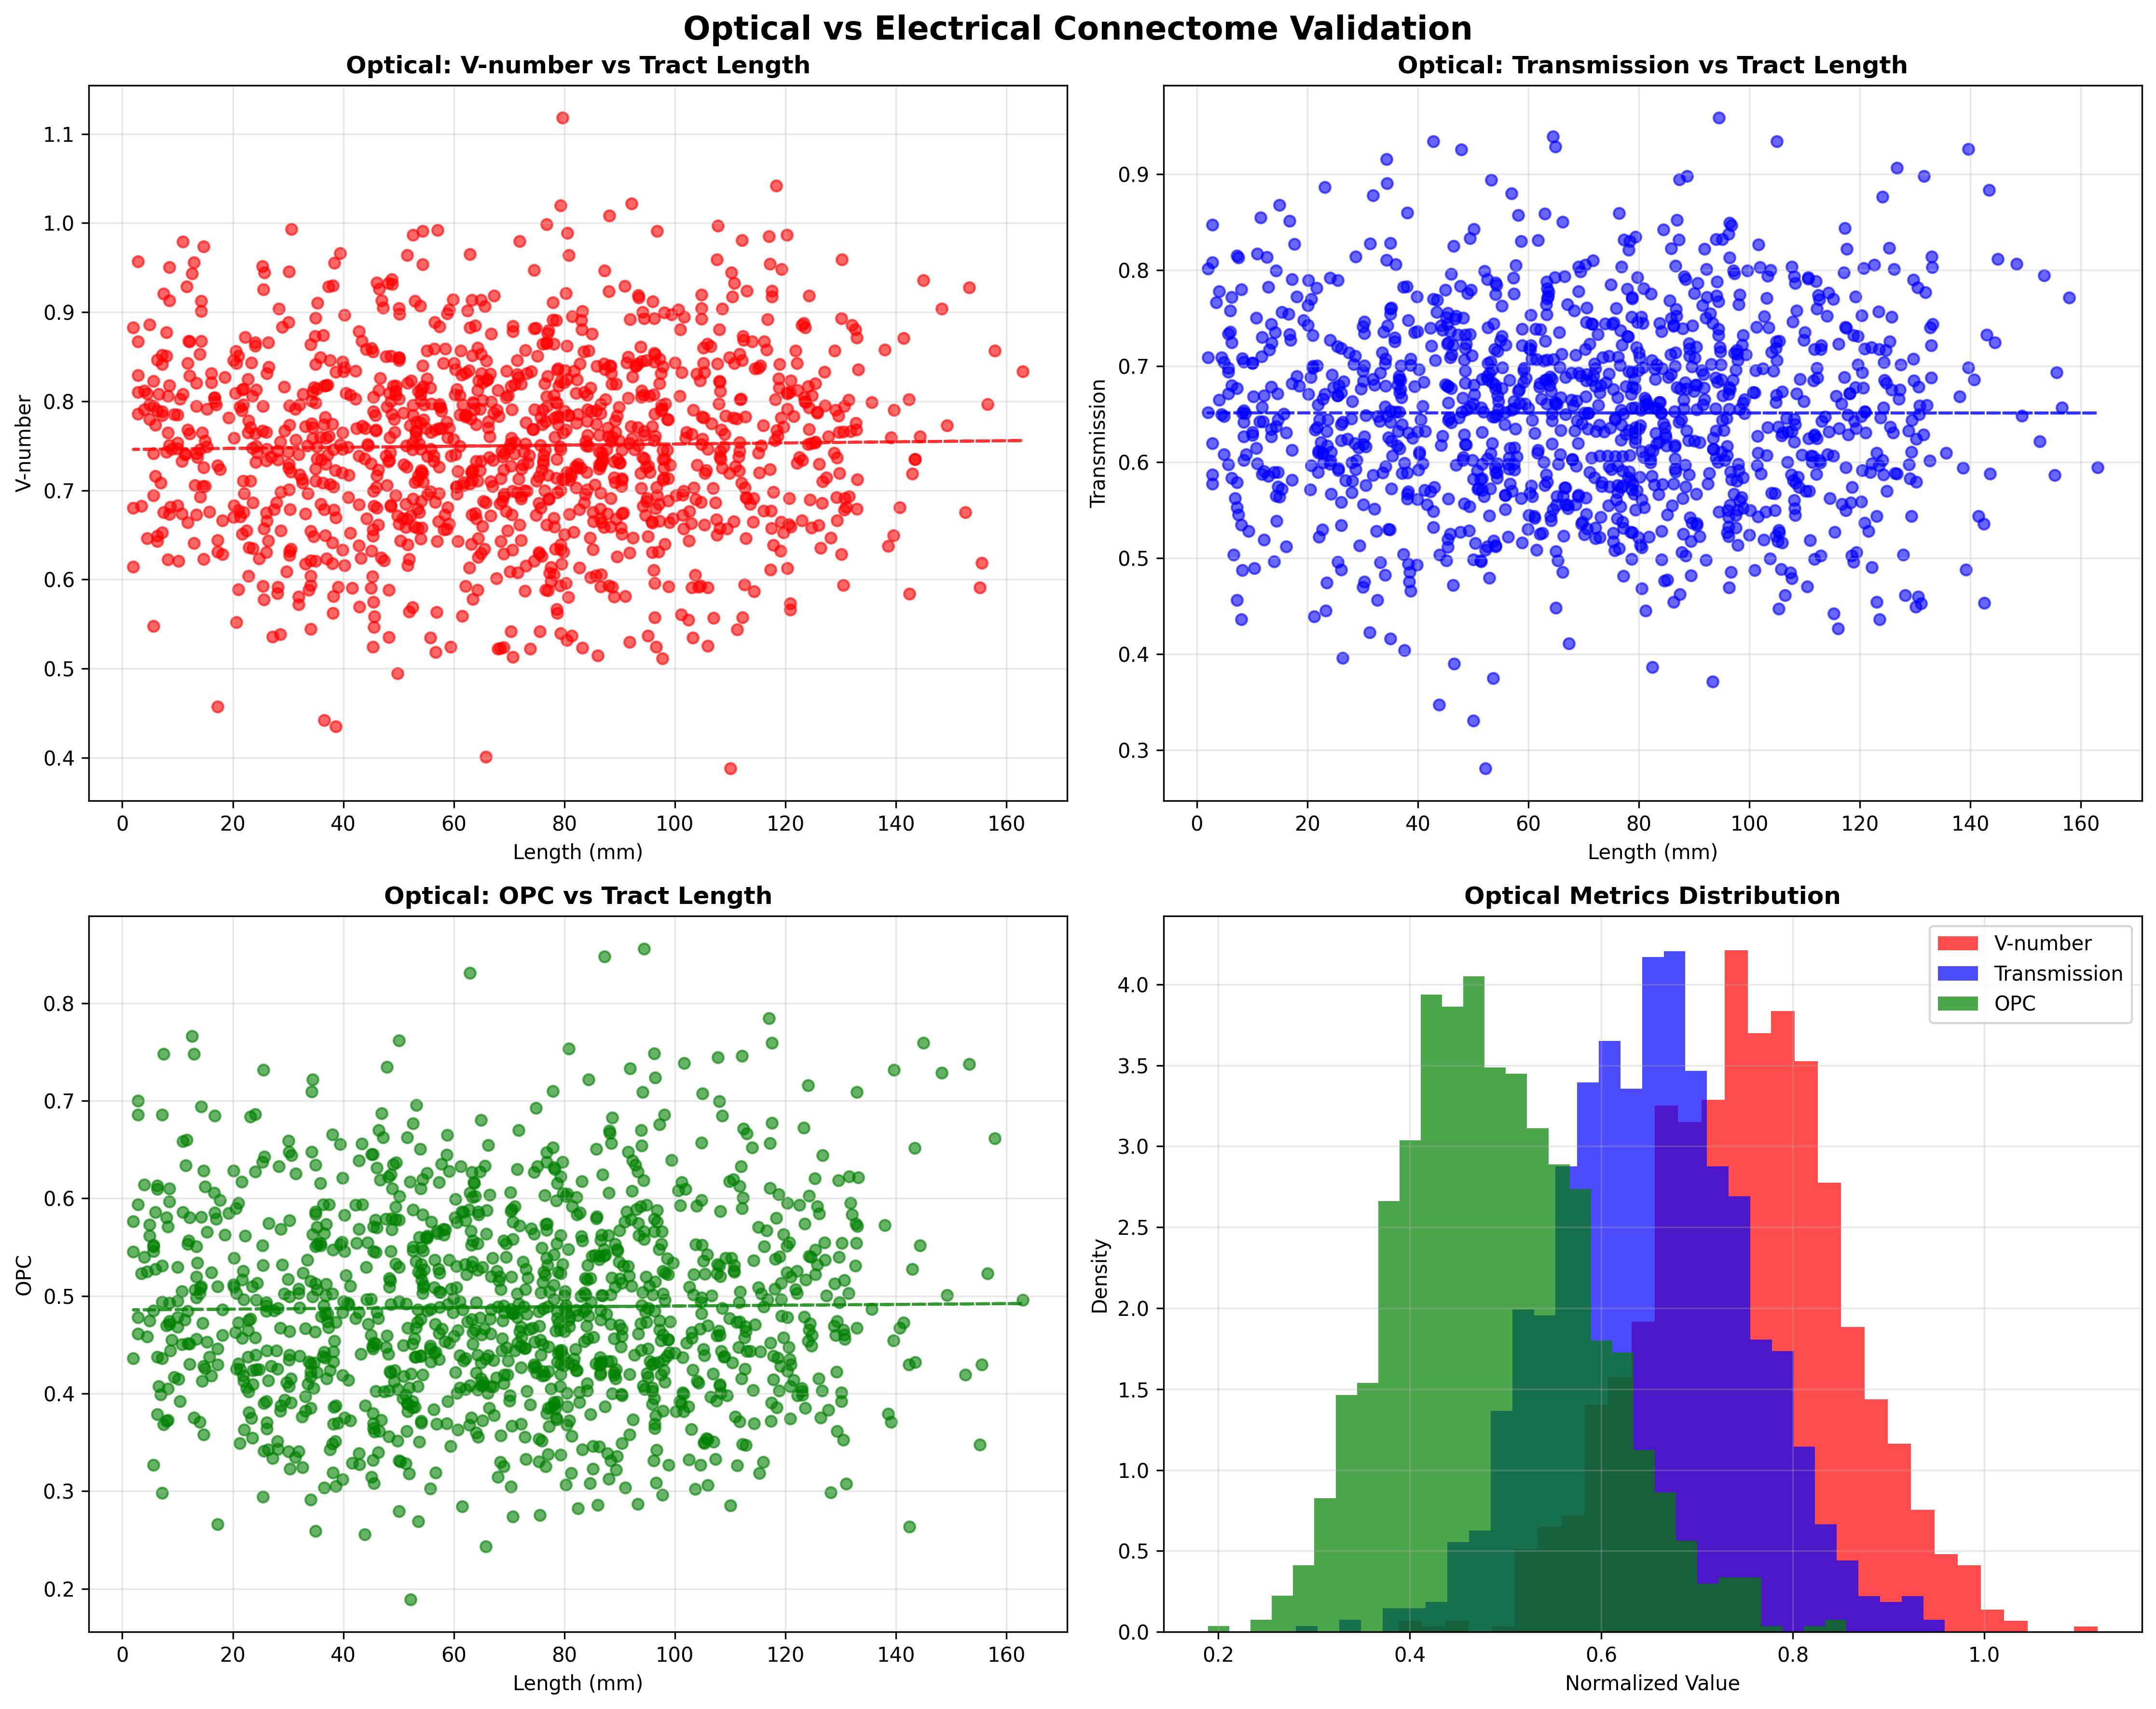 Optical vs Electrical Connectome Validation
Optical: V-number vs Tract Length
V-number
1.1
1.0
0.9
0.8
0.7
0.6
0.5
0.4
0 20 40 60 80 100 120 140 160
Length (mm)
Optical: Transmission vs Tract Length
Transmission
0.9
0.8
0.7
0.6
0.5
0.4
0.3
0 20 40 60 80 100 120 140 160
Length (mm)
Optical: OPC vs Tract Length
OPC
0.8
0.7
0.6
0.5
0.4
0.3
0.2
0 20 40 60 80 100 120 140 160
Length (mm)
Optical Metrics Distribution
V-number
Transmission
OPC
Density
4.0
3.5
3.0
2.5
2.0
1.5
1.0
0.5
0.0
0.2 0.4 0.6 0.8 1.0
Normalized Value